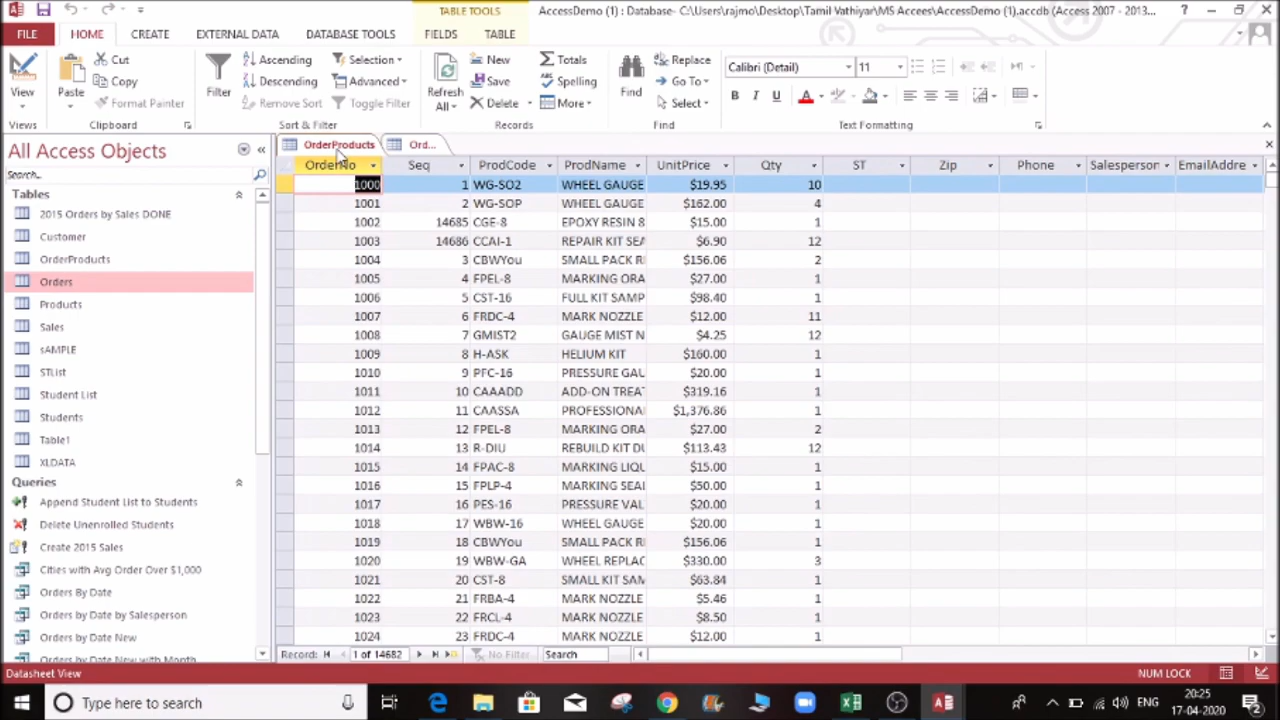 TABLE TOOLS
AccessDemo (1) : Database- C:\Users\rajmo\Desktop\Tamil Vathiyar\MS Accees\AccessDemo (1).accdb (Access 2007 - 2013...
FILE HOME CREATE EXTERNAL DATA DATABASE TOOLS FIELDS TABLE
View
Paste
Cut
Copy
Format Painter
Filter
Ascending
Descending
Remove Sort
Selection
Advanced
Toggle Filter
Refresh
All
New
Save
Delete
Totals
Spelling
More
Find
Replace
Go To
Select
Calibri (Detail) 11
B I U A
Views Clipboard Sort & Filter Records Find Text Formatting
All Access Objects
Search...
Tables
2015 Orders by Sales DONE
Customer
OrderProducts
Orders
Products
Sales
sAMPLE
STList
Student List
Students
Table1
XLDATA
Queries
Append Student List to Students
Delete Unenrolled Students
Create 2015 Sales
Cities with Avg Order Over $1,000
Orders By Date
Orders by Date by Salesperson
Orders by Date New
Orders by Date New with Month
OrderProducts Ord...
OrderNo Seq ProdCode ProdName UnitPrice Qty ST Zip Phone Salesperson EmailAddre
1000 1 WG-SO2 WHEEL GAUGE $19.95 10
1001 2 WG-SOP WHEEL GAUGE $162.00 4
1002 14685 CGE-8 EPOXY RESIN 8 $15.00 1
1003 14686 CCAI-1 REPAIR KIT SEA $6.90 12
1004 3 CBWYou SMALL PACK R $156.06 2
1005 4 FPEL-8 MARKING ORA $27.00 1
1006 5 CST-16 FULL KIT SAMP $98.40 1
1007 6 FRDC-4 MARK NOZZLE $12.00 11
1008 7 GMIST2 GAUGE MIST N $4.25 12
1009 8 H-ASK HELIUM KIT $160.00 1
1010 9 PFC-16 PRESSURE GAU $20.00 1
1011 10 CAAADD ADD-ON TREA $319.16 1
1012 11 CAASSA PROFESSIONA $1,376.86 1
1013 12 FPEL-8 MARKING ORA $27.00 2
1014 13 R-DIU REBUILD KIT DU $113.43 12
1015 14 FPAC-8 MARKING LIQU $15.00 1
1016 15 FPLP-4 MARKING SEAL $50.00 1
1017 16 PES-16 PRESSURE VAL $20.00 1
1018 17 WBW-16 WHEEL GAUGE $20.00 1
1019 18 CBWYou SMALL PACK R $156.06 1
1020 19 WBW-GA WHEEL REPLAC $330.00 3
1021 20 CST-8 SMALL KIT SAM $63.84 1
1022 21 FRBA-4 MARK NOZZLE $5.46 1
1023 22 FRCL-4 MARK NOZZLE $8.50 1
1024 23 FRDC-4 MARK NOZZLE $12.00 1
Record: 1 of 14682 No Filter Search
Datasheet View NUM LOCK
Type here to search
ENG
20:25
17-04-2020
2